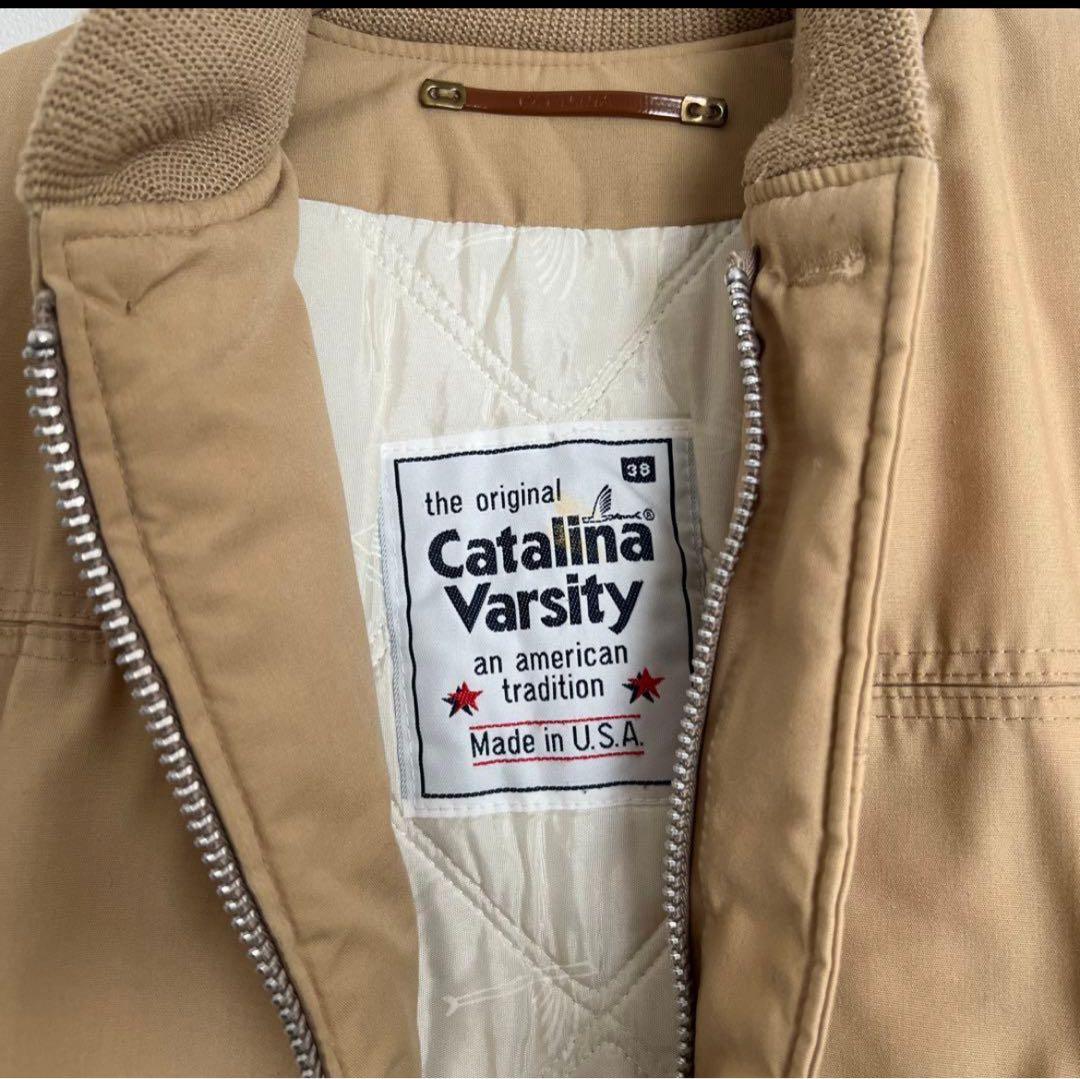 38
the original
Catalina®
Varsity
an american
tradition
Made in U.S.A.